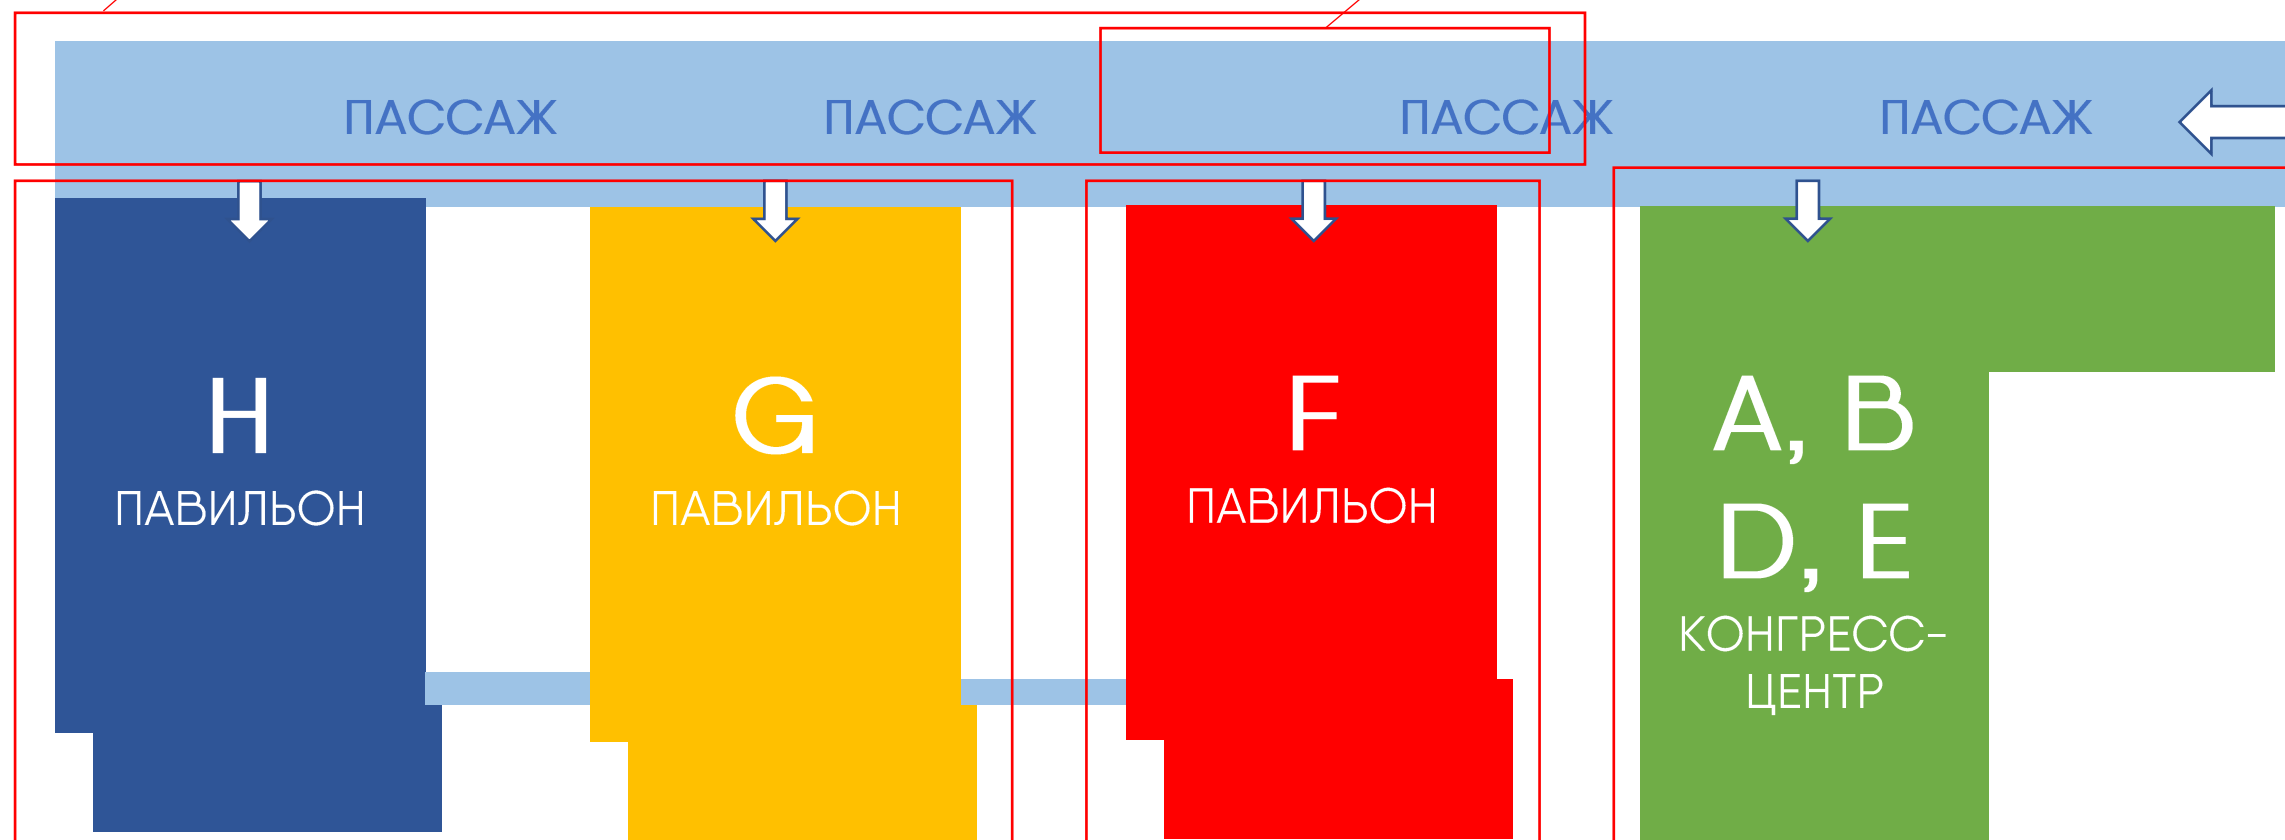 ПАССАЖ ПАССАЖ ПАССАЖ ПАССАЖ
H
ПАВИЛЬОН
G
ПАВИЛЬОН
F
ПАВИЛЬОН
A, B
D, E
КОНГРЕСС-
ЦЕНТР